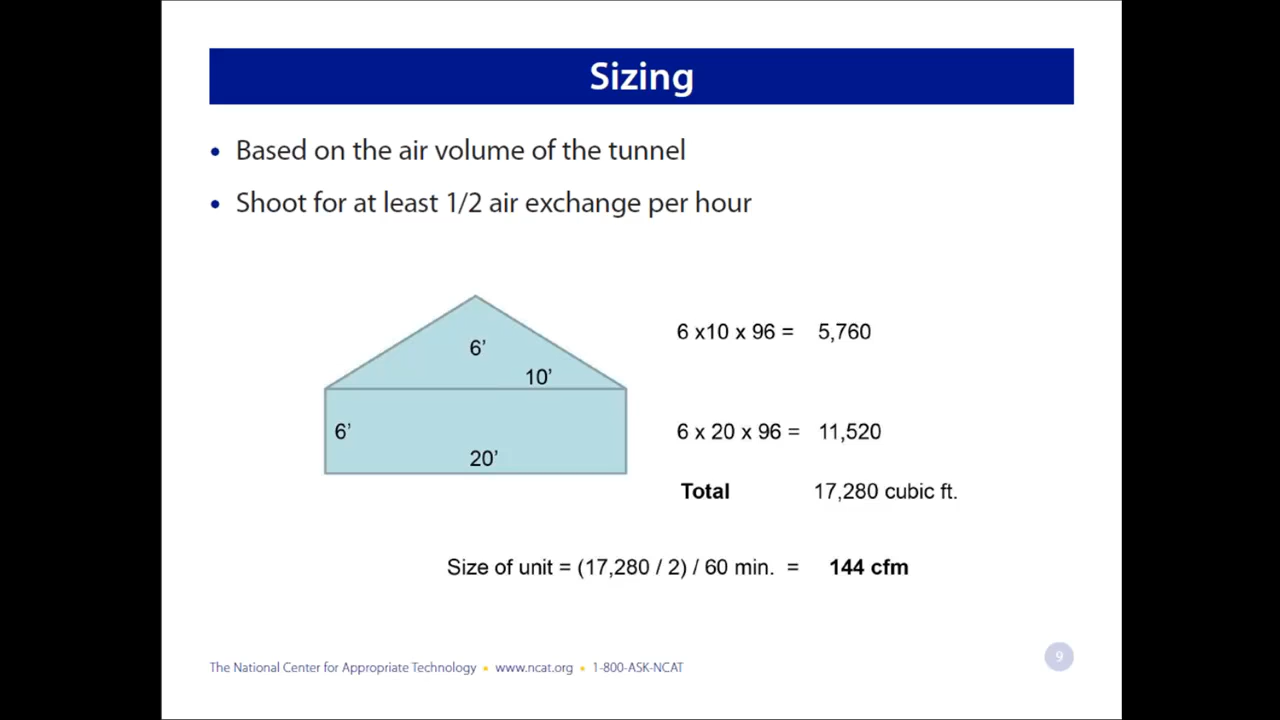 Sizing
• Based on the air volume of the tunnel
• Shoot for at least 1/2 air exchange per hour
6’
10’
6’
20’
6 x10 x 96 = 5,760
6 x 20 x 96 = 11,520
Total 17,280 cubic ft.
Size of unit = (17,280 / 2) / 60 min. = 144 cfm
The National Center for Appropriate Technology • www.ncat.org • 1-800-ASK-NCAT
9